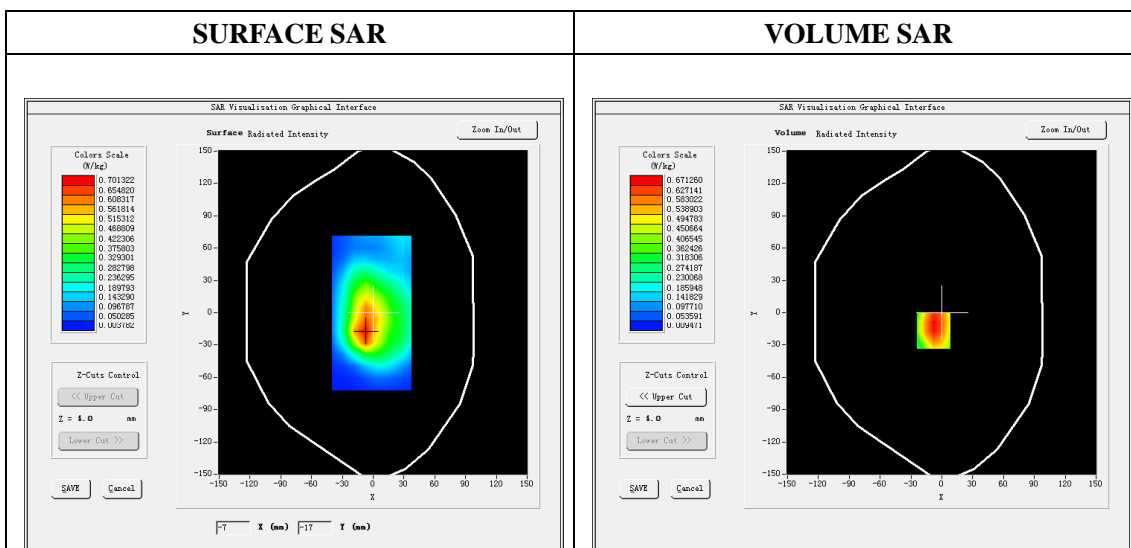 SURFACE SAR
VOLUME SAR
SAR Visualisation Graphical Interface
Surface Radiated Intensity
Zoom In/Out
Colors Scale
(W/kg)
0.701322
0.654820
0.608317
0.561814
0.515312
0.468809
0.422306
0.375803
0.329301
0.282798
0.236295
0.189793
0.143290
0.096787
0.050285
0.003782
150
120
90
60
30
0
-30
-60
-90
-120
-150
Y
-150 -120 -90 -60 -30 0 30 60 90 120 150
X
Z-Cuts Control
<< Upper Cut
Z = 4.0 mm
Lower Cut >>
SAVE Cancel
-7 X (mm) -17 Y (mm)
SAR Visualisation Graphical Interface
Volume Radiated Intensity
Zoom In/Out
Colors Scale
(W/kg)
0.671260
0.627141
0.583022
0.538903
0.494783
0.450664
0.406545
0.362426
0.318306
0.274187
0.230068
0.185948
0.141829
0.097710
0.053591
0.009471
150
120
90
60
30
0
-30
-60
-90
-120
-150
Y
-150 -120 -90 -60 -30 0 30 60 90 120 150
X
Z-Cuts Control
<< Upper Cut
Z = 4.0 mm
Lower Cut >>
SAVE Cancel